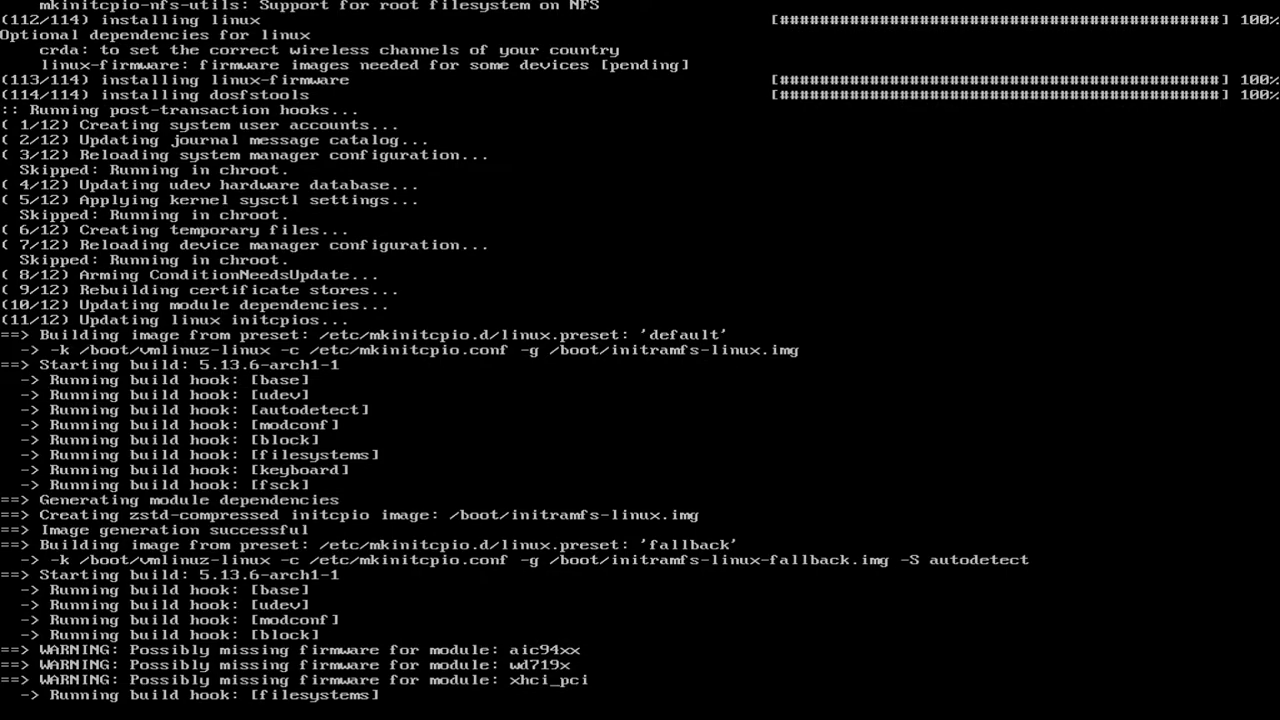 mkinitcpio-nfs-utils: Support for root filesystem on NFS
(112/114) installing linux [############################################] 100%
Optional dependencies for linux
crda: to set the correct wireless channels of your country
linux-firmware: firmware images needed for some devices [pending]
(113/114) installing linux-firmware [############################################] 100%
(114/114) installing dosfstools [############################################] 100%
:: Running post-transaction hooks...
( 1/12) Creating system user accounts...
( 2/12) Updating journal message catalog...
( 3/12) Reloading system manager configuration...
Skipped: Running in chroot.
( 4/12) Updating udev hardware database...
( 5/12) Applying kernel sysctl settings...
Skipped: Running in chroot.
( 6/12) Creating temporary files...
( 7/12) Reloading device manager configuration...
Skipped: Running in chroot.
( 8/12) Arming ConditionNeedsUpdate...
( 9/12) Rebuilding certificate stores...
(10/12) Updating module dependencies...
(11/12) Updating linux initcpios...
==> Building image from preset: /etc/mkinitcpio.d/linux.preset: 'default'
-> -k /boot/vmlinuz-linux -c /etc/mkinitcpio.conf -g /boot/initramfs-linux.img
==> Starting build: 5.13.6-arch1-1
-> Running build hook: [base]
-> Running build hook: [udev]
-> Running build hook: [autodetect]
-> Running build hook: [modconf]
-> Running build hook: [block]
-> Running build hook: [filesystems]
-> Running build hook: [keyboard]
-> Running build hook: [fsck]
==> Generating module dependencies
==> Creating zstd-compressed initcpio image: /boot/initramfs-linux.img
==> Image generation successful
==> Building image from preset: /etc/mkinitcpio.d/linux.preset: 'fallback'
-> -k /boot/vmlinuz-linux -c /etc/mkinitcpio.conf -g /boot/initramfs-linux-fallback.img -S autodetect
==> Starting build: 5.13.6-arch1-1
-> Running build hook: [base]
-> Running build hook: [udev]
-> Running build hook: [modconf]
-> Running build hook: [block]
==> WARNING: Possibly missing firmware for module: aic94xx
==> WARNING: Possibly missing firmware for module: wd719x
==> WARNING: Possibly missing firmware for module: xhci_pci
-> Running build hook: [filesystems]